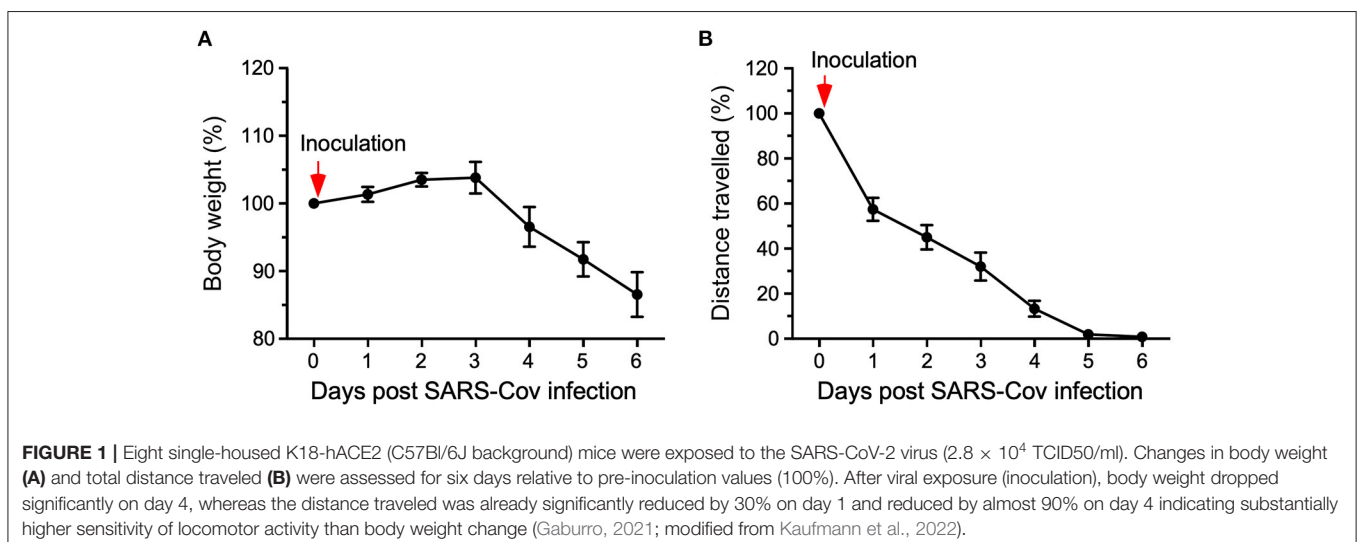 A
120
110
100
90
80
Body weight (%)
Inoculation
0 1 2 3 4 5 6
Days post SARS-Cov infection
B
120
100
80
60
40
20
0
Distance travelled (%)
Inoculation
0 1 2 3 4 5 6
Days post SARS-Cov infection
FIGURE 1 | Eight single-housed K18-hACE2 (C57Bl/6J background) mice were exposed to the SARS-CoV-2 virus (2.8 × 10⁴ TCID50/ml). Changes in body weight
(A) and total distance traveled (B) were assessed for six days relative to pre-inoculation values (100%). After viral exposure (inoculation), body weight dropped
significantly on day 4, whereas the distance traveled was already significantly reduced by 30% on day 1 and reduced by almost 90% on day 4 indicating substantially
higher sensitivity of locomotor activity than body weight change (Gaburro, 2021; modified from Kaufmann et al., 2022).